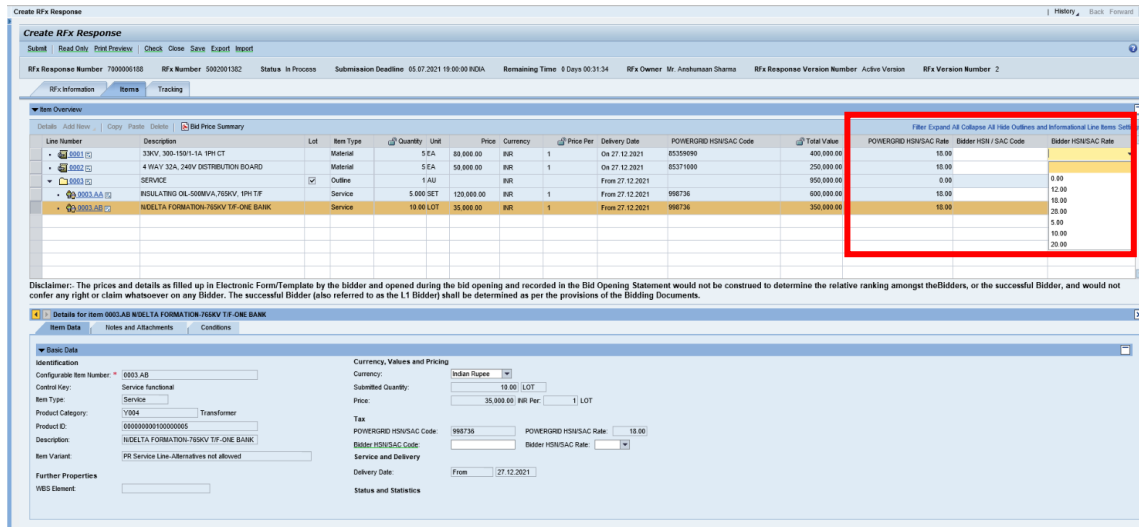 Create RFx Response
History Back Forward
Create RFx Response
Submit Read Only Print Preview Check Close Save Export Import
RFx Response Number 7000006188 RFx Number 5002001382 Status In Process Submission Deadline 05.07.2021 19:00:00 INDIA Remaining Time 0 Days 00:31:34 RFx Owner Mr. Anshumaan Sharma RFx Response Version Number Active Version RFx Version Number 2
RFx Information Items Tracking
Item Overview
Details Add New Copy Paste Delete Bid Price Summary Filter Expand All Collapse All Hide Outlines and Informational Line Items
Line Number Description Lot Item Type Quantity Unit Price Currency Price Per Delivery Date POWERGRID HSN/SAC Code Total Value POWERGRID HSN/SAC Rate Bidder HSN / SAC Code Bidder HSN/SAC Rate
0001 33KV, 300-150/1-1A 1PH CT Material 5 EA 80,000.00 INR 1 On 27.12.2021 85359090 400,000.00 18.00
0002 4 WAY 32A, 240V DISTRIBUTION BOARD Material 5 EA 50,000.00 INR 1 On 27.12.2021 85371000 250,000.00 18.00
0003 SERVICE Outline 1 AU From 27.12.2021 950,000.00 0.00 0.00
12.00
0003.AA INSULATING OIL-500MVA,765KV, 1PH T/F Service 5.000 SET 120,000.00 INR 1 From 27.12.2021 998736 600,000.00 18.00 18.00
0003.AB N/DELTA FORMATION-765KV T/F-ONE BANK Service 10.00 LOT 35,000.00 INR 1 From 27.12.2021 998736 350,000.00 18.00 28.00
5.00
10.00
20.00
Disclaimer:- The prices and details as filled up in Electronic Form/Template by the bidder and opened during the bid opening and recorded in the Bid Opening Statement would not be construed to determine the relative ranking amongst theBidders, or the successful Bidder, and would not
confer any right or claim whatsoever on any Bidder. The successful Bidder (also referred to as the L1 Bidder) shall be determined as per the provisions of the Bidding Documents.
Details for item 0003.AB N/DELTA FORMATION-765KV T/F-ONE BANK
Item Data Notes and Attachments Conditions
Basic Data
Identification Currency, Values and Pricing
Configurable Item Number: * 0003.AB Currency: Indian Rupee
Control Key: Service functional Submitted Quantity: 10.00 LOT
Item Type: Service Price: 35,000.00 INR Per: 1 LOT
Product Category: Y004 Transformer Tax
Product ID: 000000000100000005 POWERGRID HSN/SAC Code: 998736 POWERGRID HSN/SAC Rate: 18.00
Description: N/DELTA FORMATION-765KV T/F-ONE BANK Bidder HSN/SAC Code: Bidder HSN/SAC Rate:
Item Variant: PR Service Line-Alternatives not allowed Service and Delivery
Further Properties Delivery Date: From 27.12.2021
WBS Element: Status and Statistics